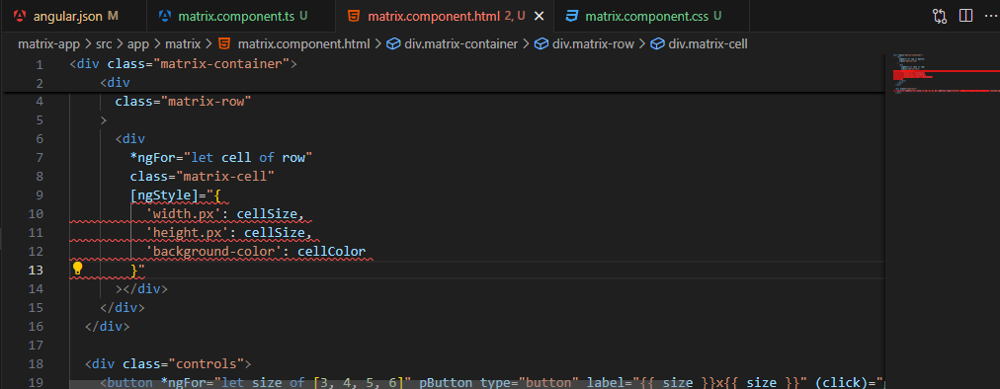 angular.json M
matrix.component.ts U
matrix.component.html 2, U
matrix.component.css U
matrix-app > src > app > matrix > matrix.component.html > div.matrix-container > div.matrix-row > div.matrix-cell
1 <div class="matrix-container">
2 <div
4 class="matrix-row"
5 >
6 <div
7 *ngFor="let cell of row"
8 class="matrix-cell"
9 [ngStyle]="{
10 'width.px': cellSize,
11 'height.px': cellSize,
12 'background-color': cellColor
13 }"
14 ></div>
15 </div>
16 </div>
17
18 <div class="controls">
19 <button *ngFor="let size of [3, 4, 5, 6]" pButton type="button" label="{{ size }}x{{ size }}" (click)="